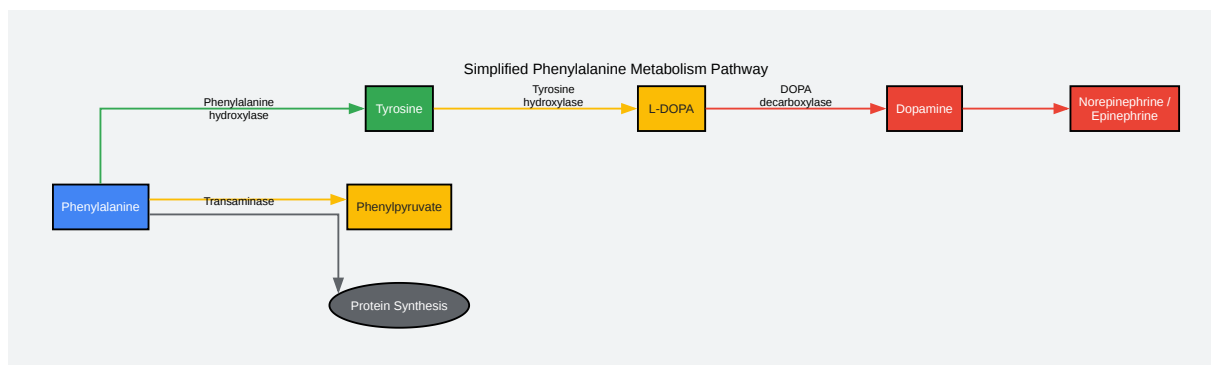 Simplified Phenylalanine Metabolism Pathway
Phenylalanine
hydroxylase
Tyrosine
Tyrosine
hydroxylase
L-DOPA
DOPA
decarboxylase
Dopamine
Norepinephrine /
Epinephrine
Phenylalanine
Transaminase
Phenylpyruvate
Protein Synthesis